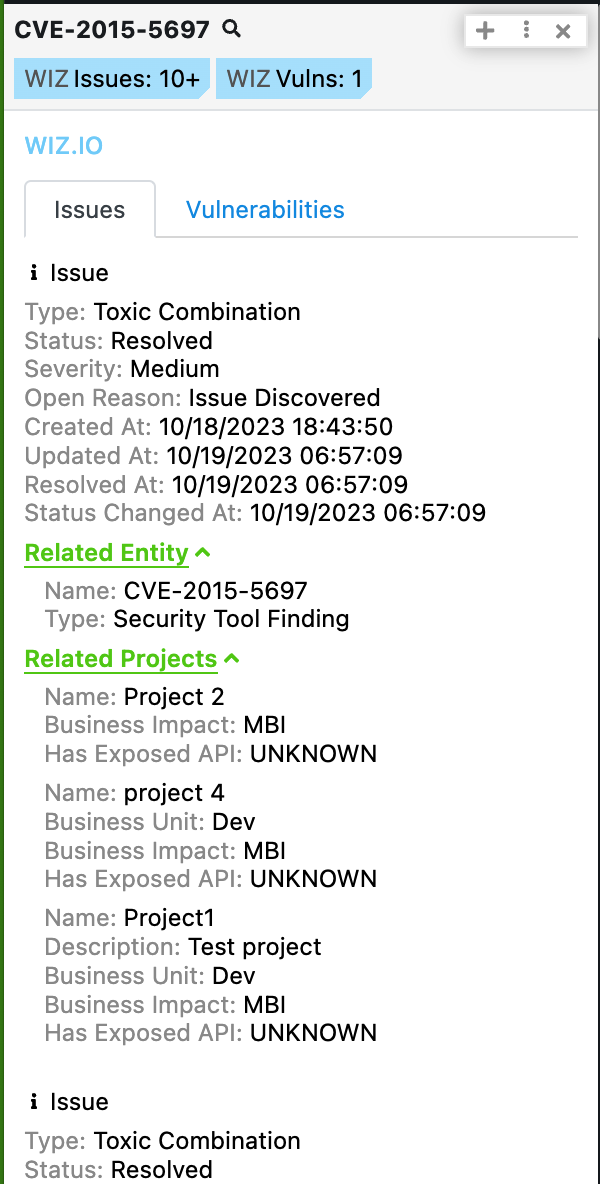 CVE-2015-5697
WIZ Issues: 10+ WIZ Vulns: 1
WIZ.IO
Issues Vulnerabilities
Issue
Type: Toxic Combination
Status: Resolved
Severity: Medium
Open Reason: Issue Discovered
Created At: 10/18/2023 18:43:50
Updated At: 10/19/2023 06:57:09
Resolved At: 10/19/2023 06:57:09
Status Changed At: 10/19/2023 06:57:09
Related Entity
Name: CVE-2015-5697
Type: Security Tool Finding
Related Projects
Name: Project 2
Business Impact: MBI
Has Exposed API: UNKNOWN
Name: project 4
Business Unit: Dev
Business Impact: MBI
Has Exposed API: UNKNOWN
Name: Project1
Description: Test project
Business Unit: Dev
Business Impact: MBI
Has Exposed API: UNKNOWN
Issue
Type: Toxic Combination
Status: Resolved